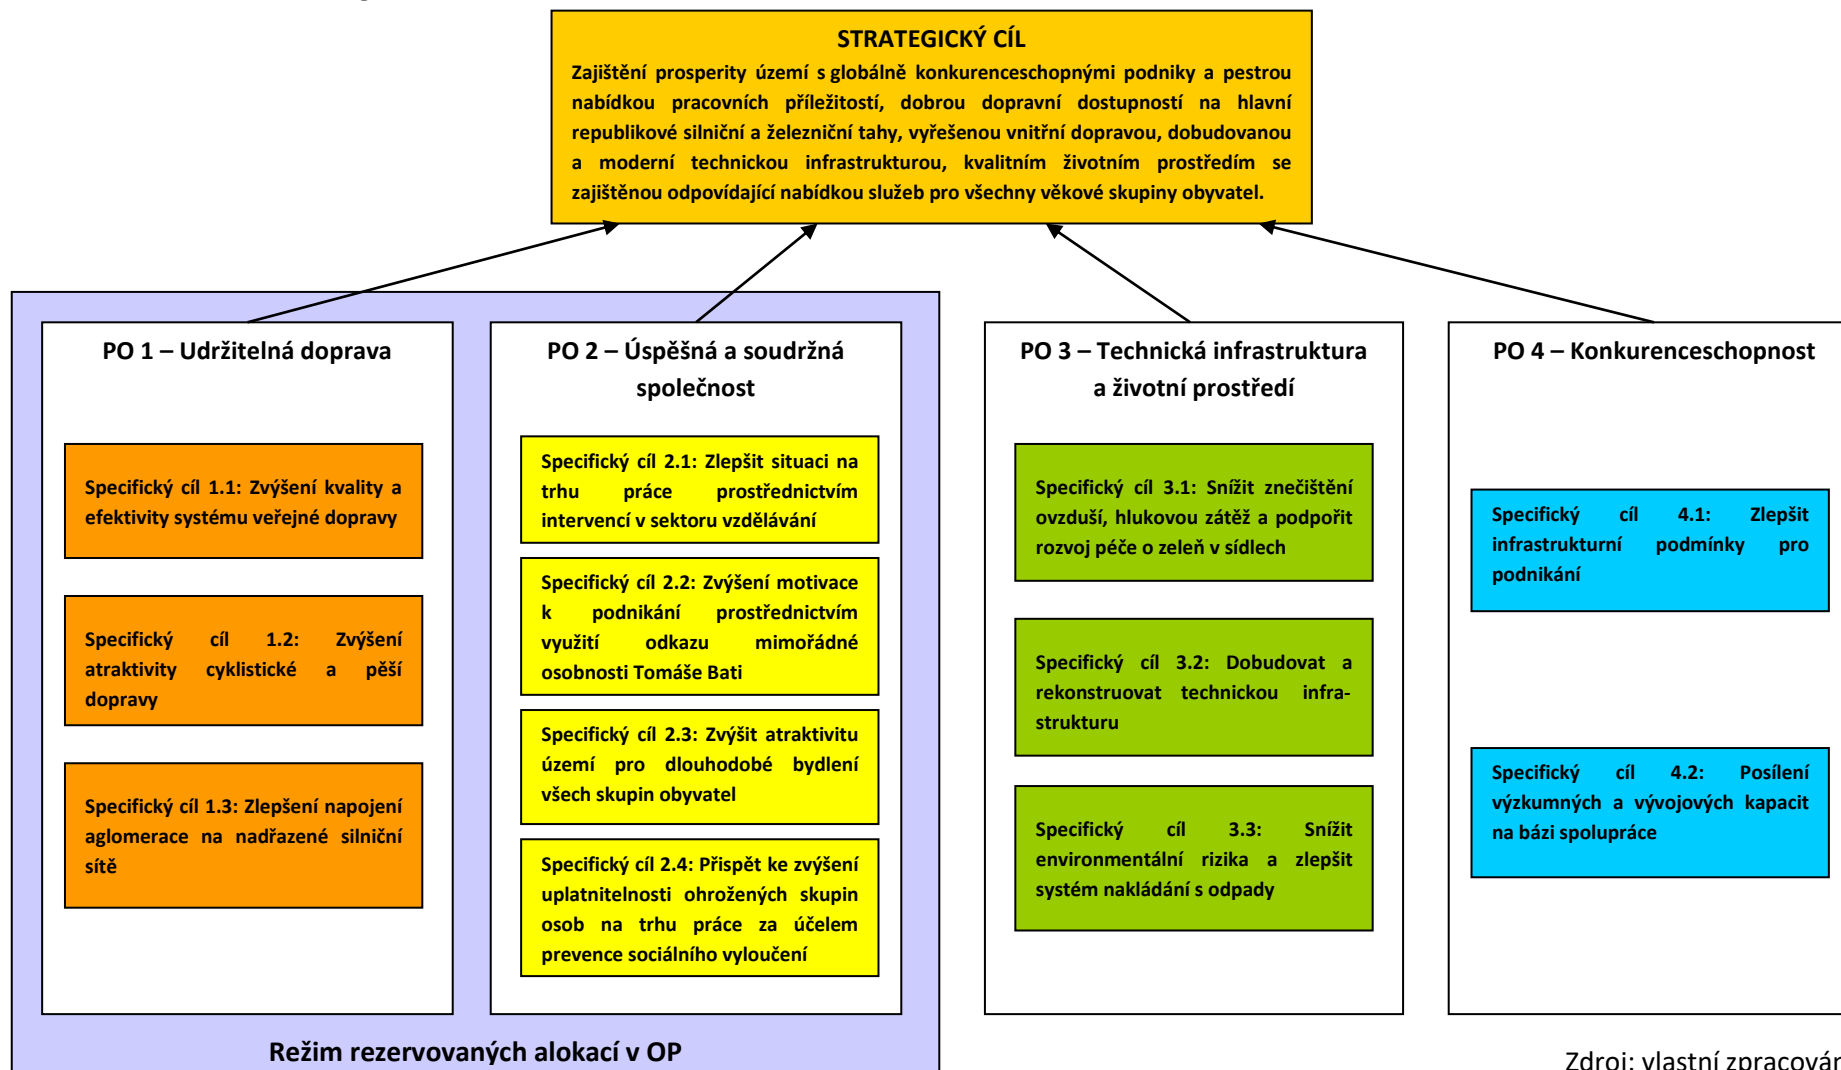 STRATEGICKÝ CÍL
Zajištění prosperity území s globálně konkurenceschopnými podniky a pestrou
nabídkou pracovních příležitostí, dobrou dopravní dostupností na hlavní
republikové silniční a železniční tahy, vyřešenou vnitřní dopravou, dobudovanou
a moderní technickou infrastrukturou, kvalitním životním prostředím se
zajištěnou odpovídající nabídkou služeb pro všechny věkové skupiny obyvatel.
PO 1 – Udržitelná doprava
Specifický cíl 1.1: Zvýšení kvality a
efektivity systému veřejné dopravy
Specifický cíl 1.2: Zvýšení
atraktivity cyklistické a pěší
dopravy
Specifický cíl 1.3: Zlepšení napojení
aglomerace na nadřazené silniční
sítě
PO 2 – Úspěšná a soudržná
společnost
Specifický cíl 2.1: Zlepšit situaci na
trhu práce prostřednictvím
intervencí v sektoru vzdělávání
Specifický cíl 2.2: Zvýšení motivace
k podnikání prostřednictvím
využití odkazu mimořádné
osobnosti Tomáše Bati
Specifický cíl 2.3: Zvýšit atraktivitu
území pro dlouhodobé bydlení
všech skupin obyvatel
Specifický cíl 2.4: Přispět ke zvýšení
uplatnitelnosti ohrožených skupin
osob na trhu práce za účelem
prevence sociálního vyloučení
Režim rezervovaných alokací v OP
PO 3 – Technická infrastruktura
a životní prostředí
Specifický cíl 3.1: Snížit znečištění
ovzduší, hlukovou zátěž a podpořit
rozvoj péče o zeleň v sídlech
Specifický cíl 3.2: Dobudovat a
rekonstruovat technickou infra-
strukturu
Specifický cíl 3.3: Snížit
environmentální rizika a zlepšit
systém nakládání s odpady
PO 4 – Konkurenceschopnost
Specifický cíl 4.1: Zlepšit
infrastrukturní podmínky pro
podnikání
Specifický cíl 4.2: Posílení
výzkumných a vývojových kapacit
na bázi spolupráce
Zdroj: vlastní zpracován